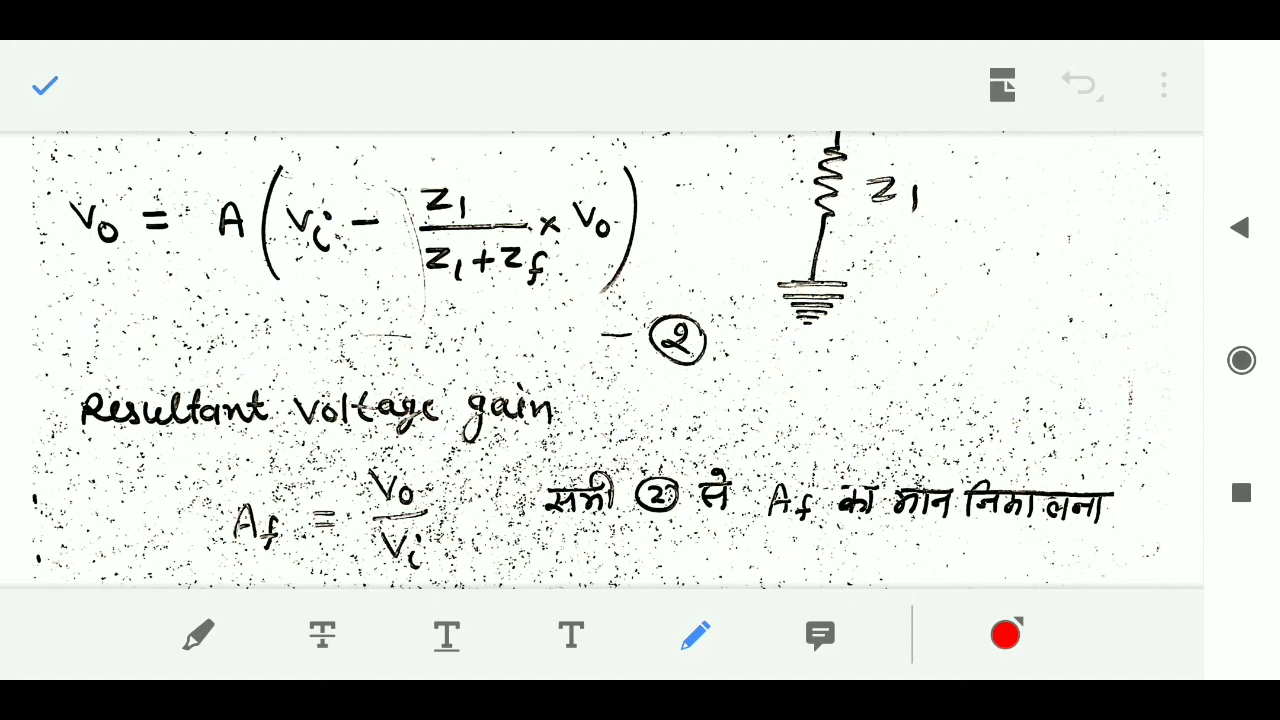 V₀ = A(Vᵢ - Z₁/(Z₁+Z_f) × V₀)
Z₁
- ②
Resultant Voltage gain
A_f = V₀/Vᵢ समी ② से A_f का मान निकालना